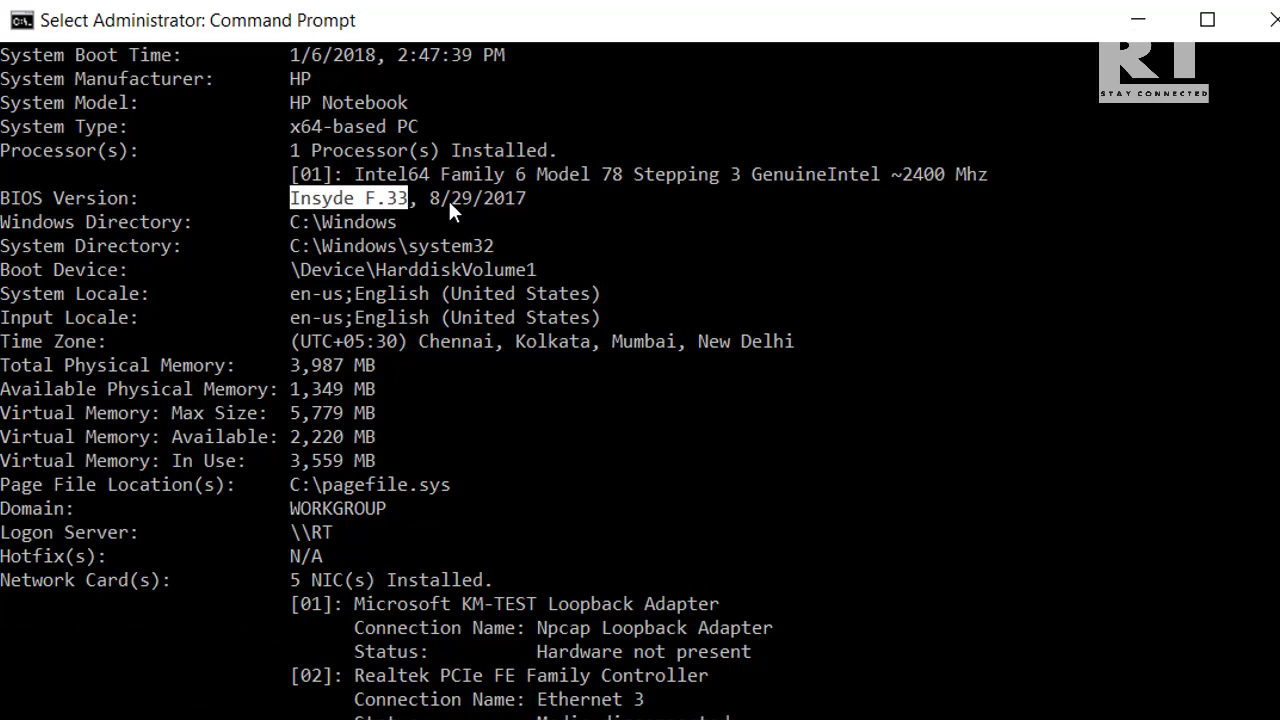 Select Administrator: Command Prompt
RT
STAY CONNECTED
System Boot Time: 1/6/2018, 2:47:39 PM
System Manufacturer: HP
System Model: HP Notebook
System Type: x64-based PC
Processor(s): 1 Processor(s) Installed.
[01]: Intel64 Family 6 Model 78 Stepping 3 GenuineIntel ~2400 Mhz
BIOS Version: Insyde F.33, 8/29/2017
Windows Directory: C:\Windows
System Directory: C:\Windows\system32
Boot Device: \Device\HarddiskVolume1
System Locale: en-us;English (United States)
Input Locale: en-us;English (United States)
Time Zone: (UTC+05:30) Chennai, Kolkata, Mumbai, New Delhi
Total Physical Memory: 3,987 MB
Available Physical Memory: 1,349 MB
Virtual Memory: Max Size: 5,779 MB
Virtual Memory: Available: 2,220 MB
Virtual Memory: In Use: 3,559 MB
Page File Location(s): C:\pagefile.sys
Domain: WORKGROUP
Logon Server: \\RT
Hotfix(s): N/A
Network Card(s): 5 NIC(s) Installed.
[01]: Microsoft KM-TEST Loopback Adapter
Connection Name: Npcap Loopback Adapter
Status: Hardware not present
[02]: Realtek PCIe FE Family Controller
Connection Name: Ethernet 3